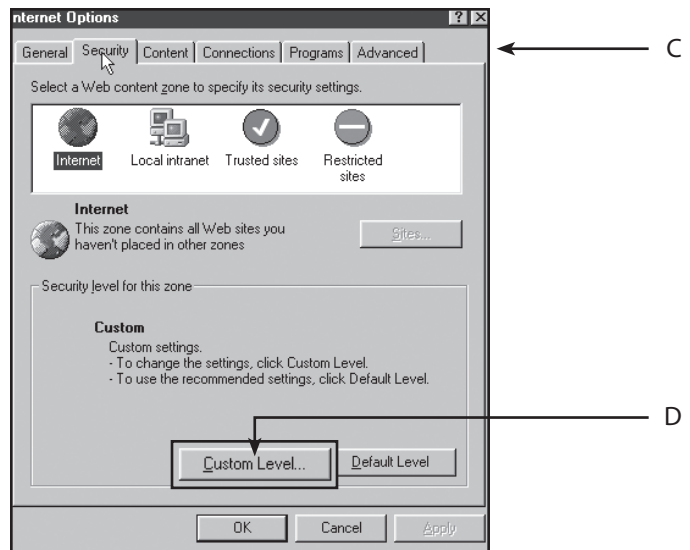 nternet Options
General Security Content Connections Programs Advanced
C
Select a Web content zone to specify its security settings.
Internet Local intranet Trusted sites Restricted
sites
Internet
This zone contains all Web sites you
haven't placed in other zones
Sites...
Security level for this zone
Custom
Custom settings.
- To change the settings, click Custom Level.
- To use the recommended settings, click Default Level.
D
Custom Level... Default Level
OK Cancel Apply